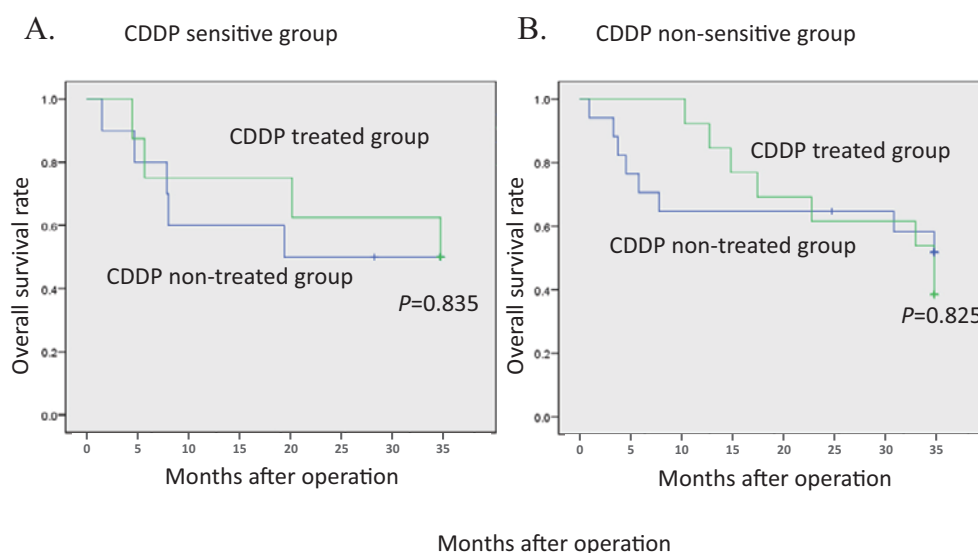 A. CDDP sensitive group
Overall survival rate
1.0
0.8
0.6
0.4
0.2
0.0
CDDP treated group
CDDP non-treated group
P=0.835
0 5 10 15 20 25 30 35
Months after operation
B. CDDP non-sensitive group
Overall survival rate
1.0
0.8
0.6
0.4
0.2
0.0
CDDP treated group
CDDP non-treated group
P=0.825
0 5 10 15 20 25 30 35
Months after operation
Months after operation